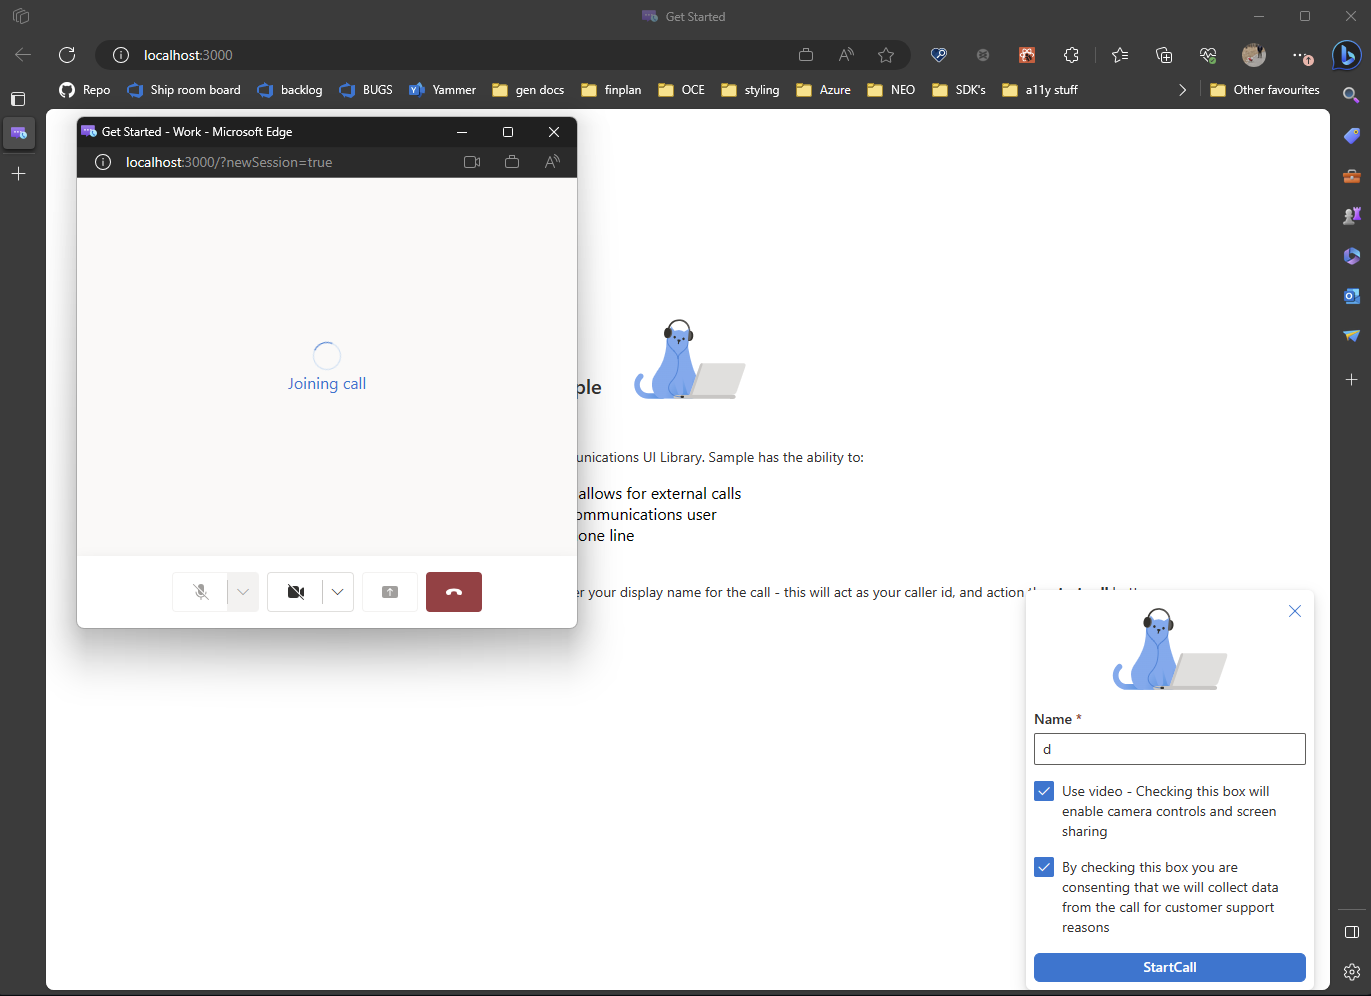 Get Started
localhost:3000
Repo
Ship room board
backlog
BUGS
Yammer
gen docs
finplan
OCE
styling
Azure
NEO
SDK's
a11y stuff
Other favourites
Get Started - Work - Microsoft Edge
localhost:3000/?newSession=true
Joining call
unications UI Library. Sample has the ability to:
allows for external calls
ommunications user
one line
er your display name for the call - this will act as your caller id, and action
Name *
d
Use video - Checking this box will
enable camera controls and screen
sharing
By checking this box you are
consenting that we will collect data
from the call for customer support
reasons
StartCall